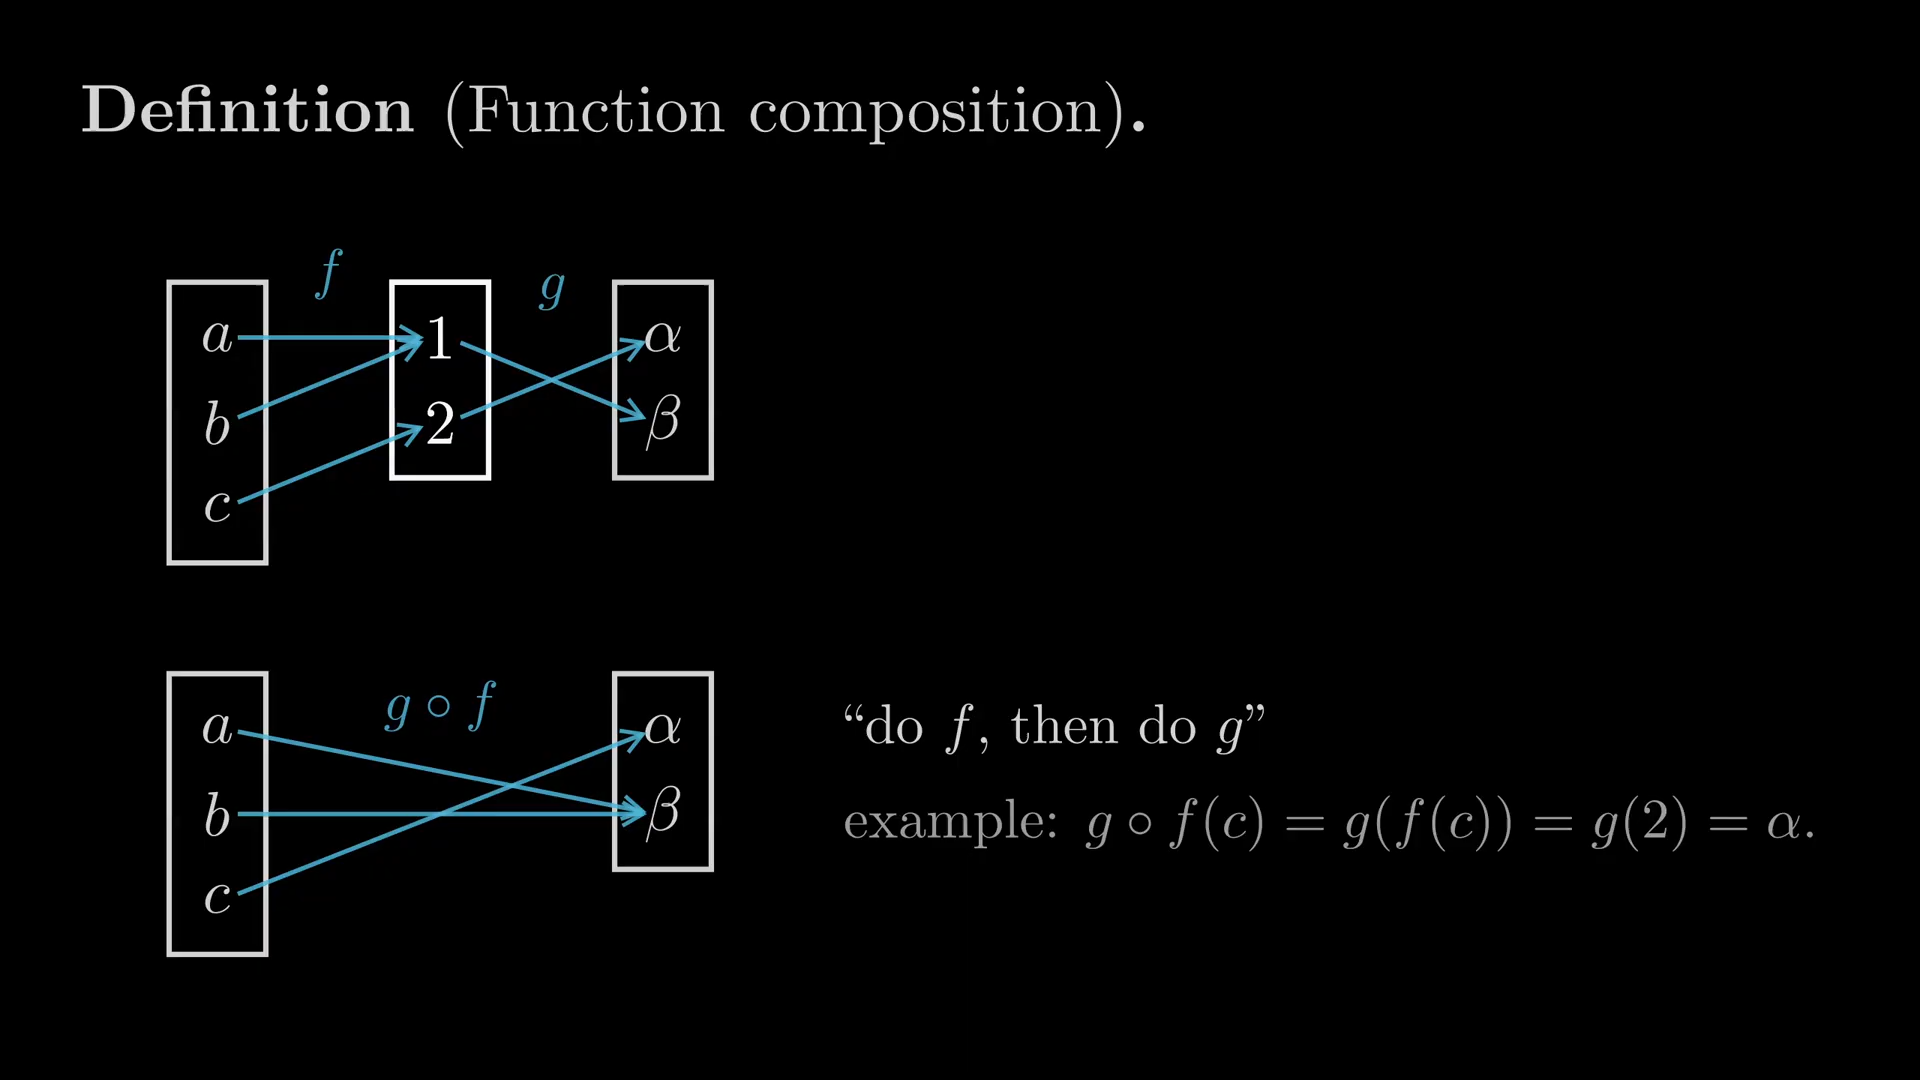 Definition (Function composition).
f g
a 1 α
b 2 β
c
g ∘ f
a α
b β
c
“do f, then do g”
example: g ∘ f(c) = g(f(c)) = g(2) = α.